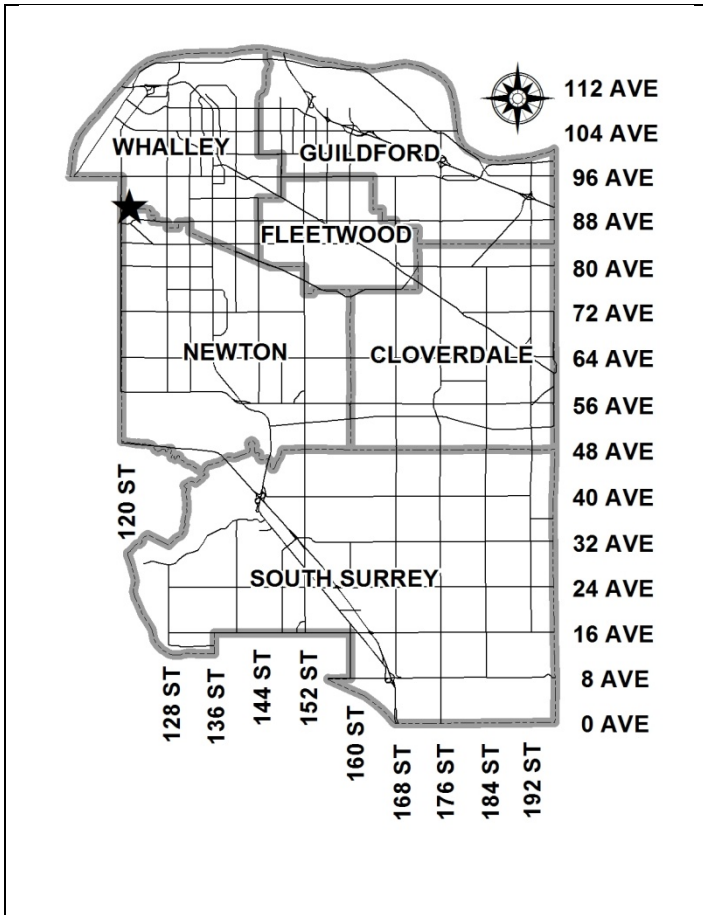 112 AVE
104 AVE
WHALLEY
GUILDFORD
96 AVE
88 AVE
FLEETWOOD
80 AVE
72 AVE
NEWTON
CLOVERDALE
64 AVE
56 AVE
48 AVE
120 ST
40 AVE
32 AVE
SOUTH SURREY
24 AVE
16 AVE
128 ST
136 ST
144 ST
152 ST
160 ST
8 AVE
0 AVE
168 ST
176 ST
184 ST
192 ST